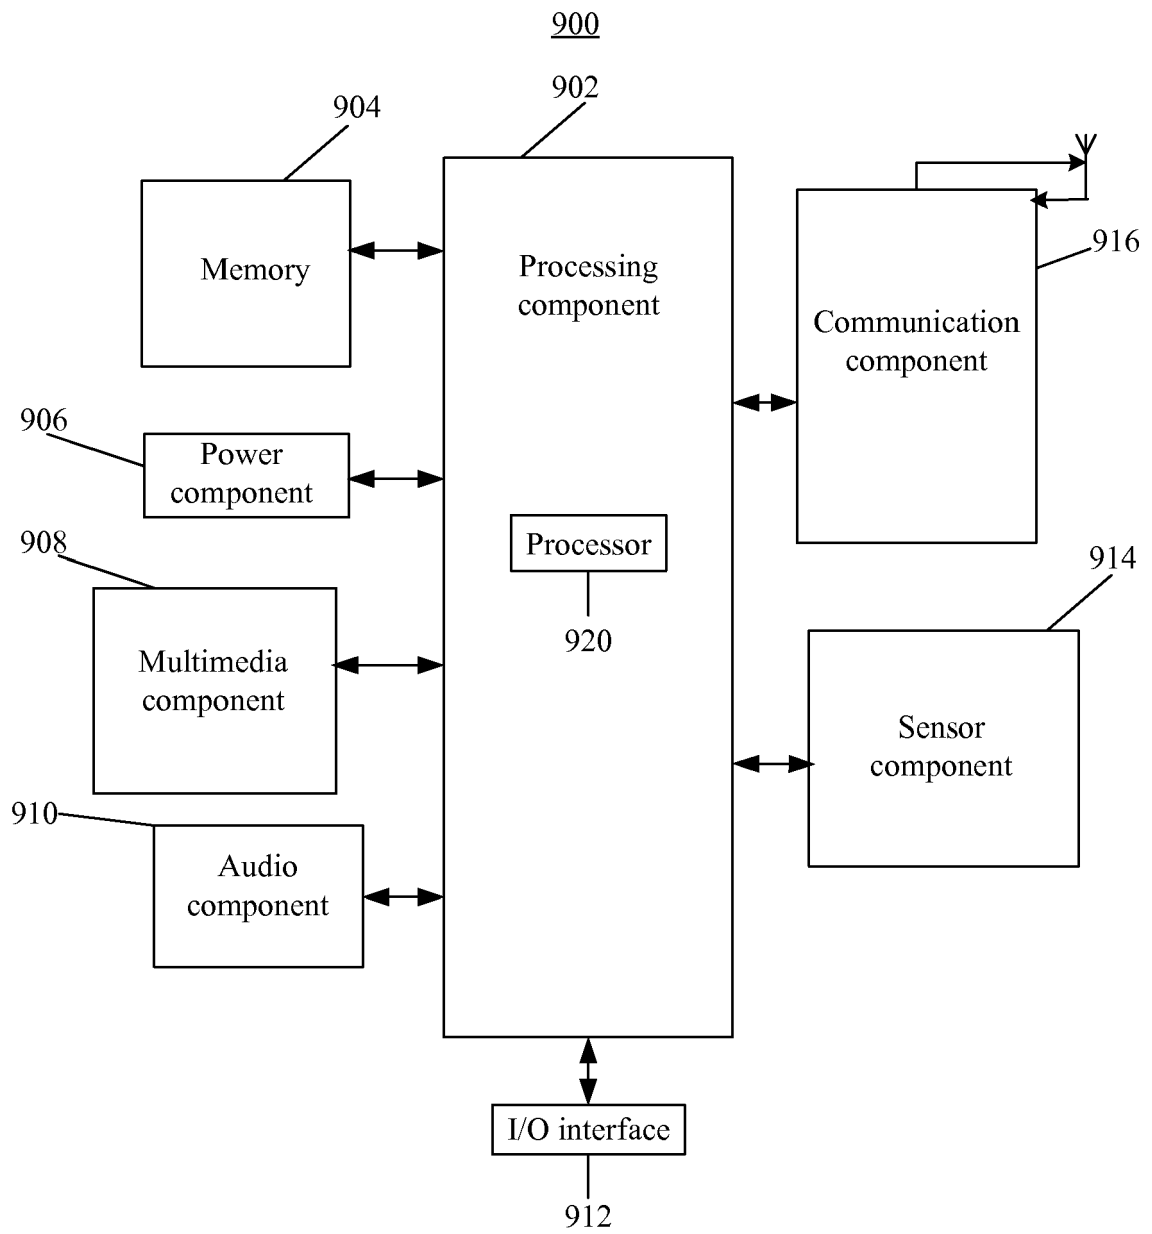 900
902
904
Memory
Processing
component
916
Communication
component
906
Power
component
908
Processor
920
914
Multimedia
component
Sensor
component
910
Audio
component
I/O interface
912